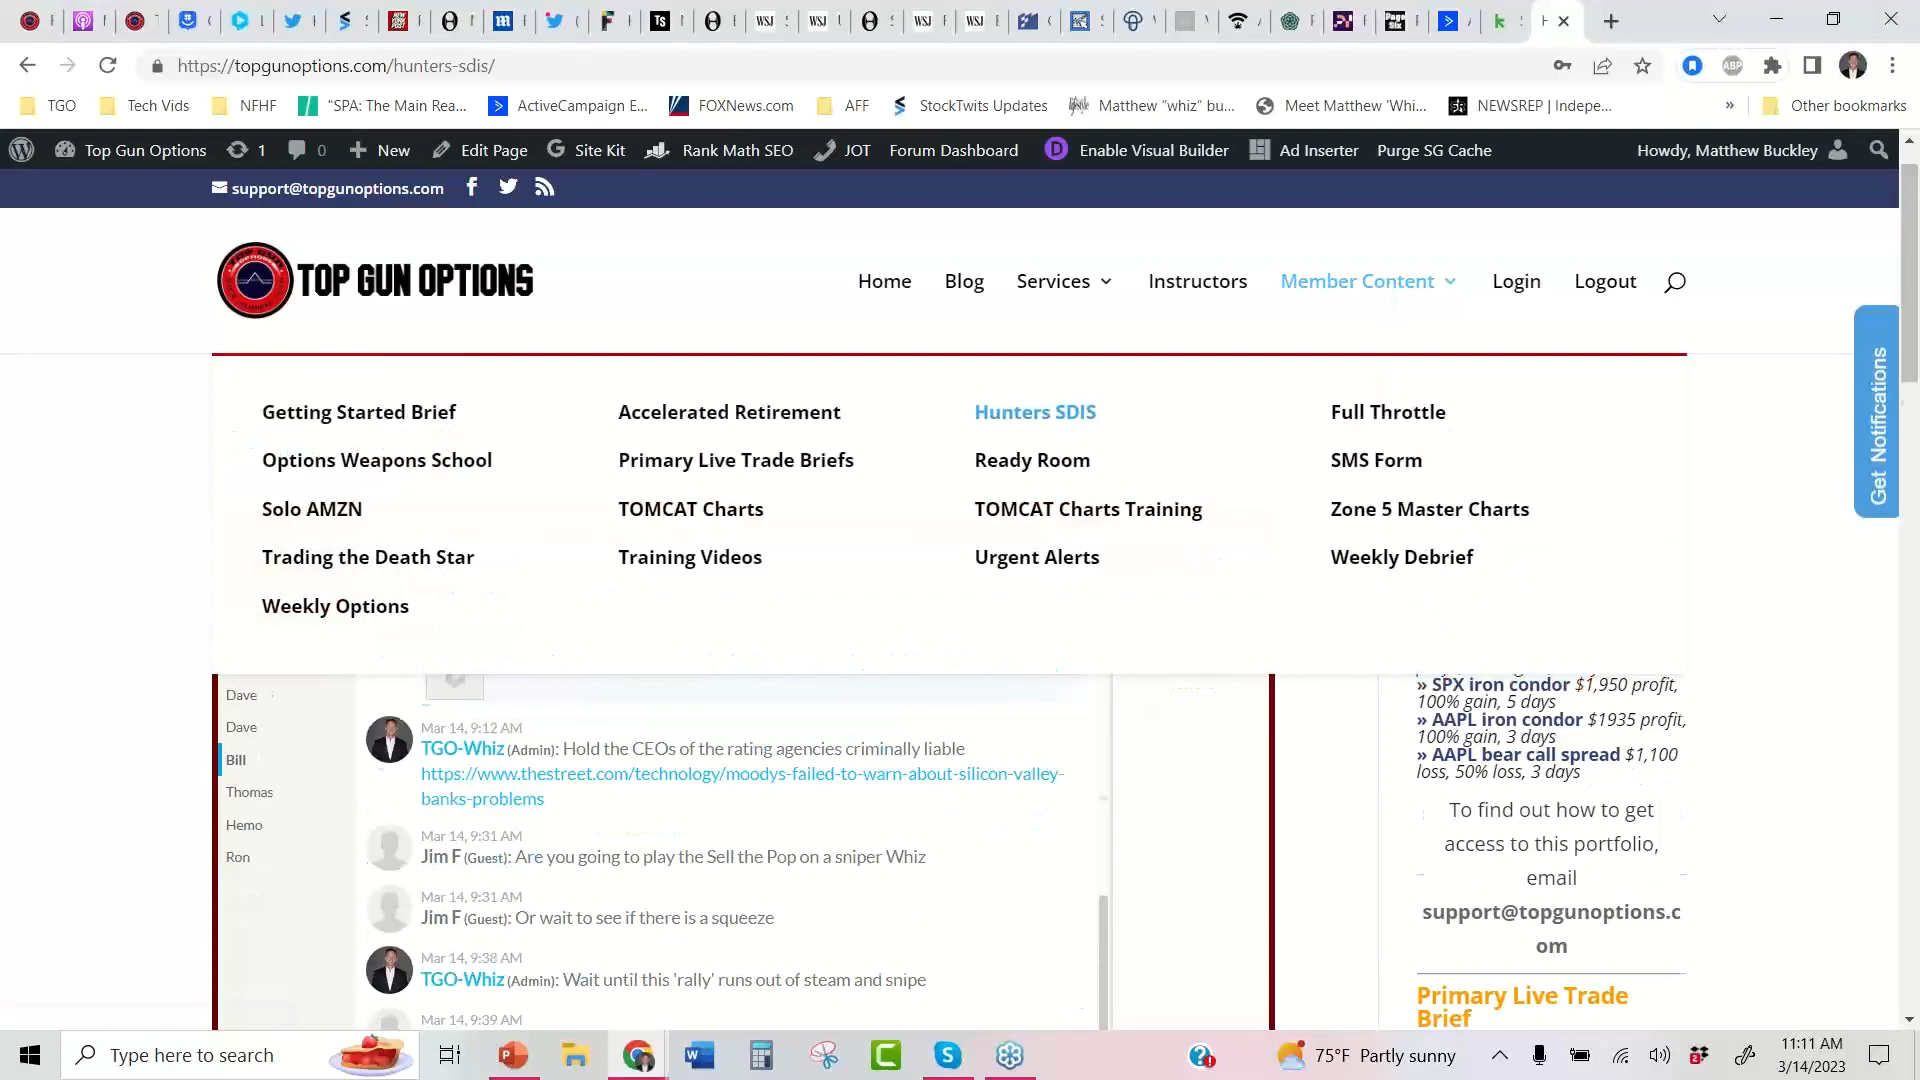 https://topgunoptions.com/hunters-sdis/
TGO
Tech Vids
NFHF
"SPA: The Main Rea...
ActiveCampaign E...
FOXNews.com
AFF
StockTwits Updates
Matthew "whiz" bu...
Meet Matthew 'Whi...
NEWSREP | Indepe...
»
Other bookmarks
Top Gun Options
1
0
New
Edit Page
Site Kit
Rank Math SEO
JOT
Forum Dashboard
Enable Visual Builder
Ad Inserter
Purge SG Cache
Howdy, Matthew Buckley
support@topgunoptions.com
TOP GUN OPTIONS
Home
Blog
Services
Instructors
Member Content
Login
Logout
Get Notifications
Getting Started Brief
Accelerated Retirement
Hunters SDIS
Full Throttle
Options Weapons School
Primary Live Trade Briefs
Ready Room
SMS Form
Solo AMZN
TOMCAT Charts
TOMCAT Charts Training
Zone 5 Master Charts
Trading the Death Star
Training Videos
Urgent Alerts
Weekly Debrief
Weekly Options
Dave
Dave
Bill
Thomas
Hemo
Ron
Mar 14, 9:12 AM
TGO-Whiz (Admin): Hold the CEOs of the rating agencies criminally liable
https://www.thestreet.com/technology/moodys-failed-to-warn-about-silicon-valley-
banks-problems
Mar 14, 9:31 AM
Jim F (Guest): Are you going to play the Sell the Pop on a sniper Whiz
Mar 14, 9:31 AM
Jim F (Guest): Or wait to see if there is a squeeze
Mar 14, 9:38 AM
TGO-Whiz (Admin): Wait until this 'rally' runs out of steam and snipe
Mar 14, 9:39 AM
» SPX iron condor $1,950 profit,
100% gain, 5 days
» AAPL iron condor $1935 profit,
100% gain, 3 days
» AAPL bear call spread $1,100
loss, 50% loss, 3 days
To find out how to get
access to this portfolio,
email
support@topgunoptions.c
om
Primary Live Trade
Brief
Type here to search
75°F Partly sunny
11:11 AM
3/14/2023